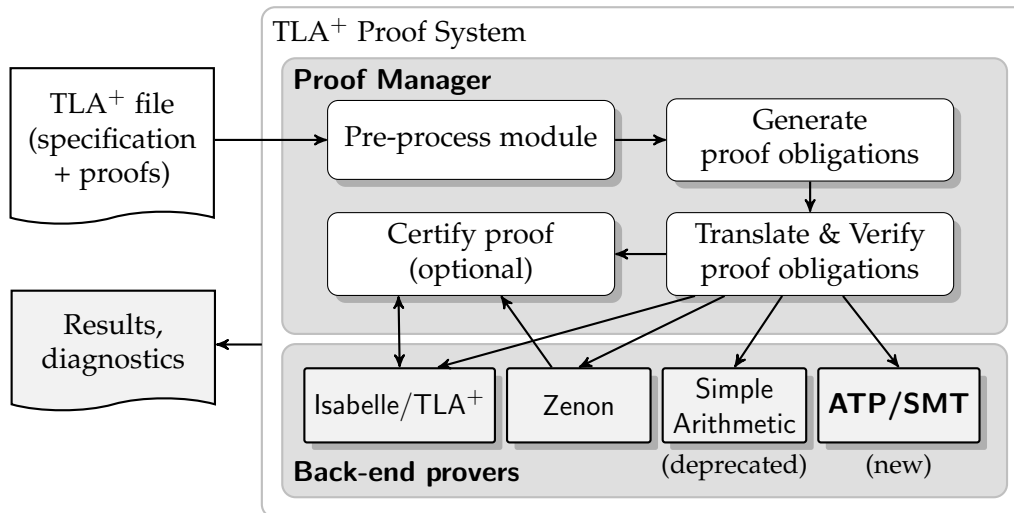 TLA+ Proof System
Proof Manager
TLA+ file
(specification
+ proofs)
Pre-process module
Generate
proof obligations
Certify proof
(optional)
Translate & Verify
proof obligations
Results,
diagnostics
Isabelle/TLA+
Zenon
Simple
Arithmetic
(deprecated)
ATP/SMT
(new)
Back-end provers